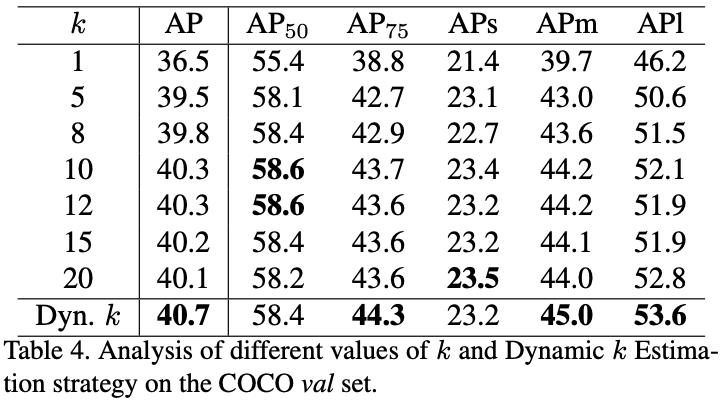 k AP AP50 AP75 APs APm APl
1 36.5 55.4 38.8 21.4 39.7 46.2
5 39.5 58.1 42.7 23.1 43.0 50.6
8 39.8 58.4 42.9 22.7 43.6 51.5
10 40.3 58.6 43.7 23.4 44.2 52.1
12 40.3 58.6 43.6 23.2 44.2 51.9
15 40.2 58.4 43.6 23.2 44.1 51.9
20 40.1 58.2 43.6 23.5 44.0 52.8
Dyn. k 40.7 58.4 44.3 23.2 45.0 53.6
Table 4. Analysis of different values of k and Dynamic k Estima-
tion strategy on the COCO val set.